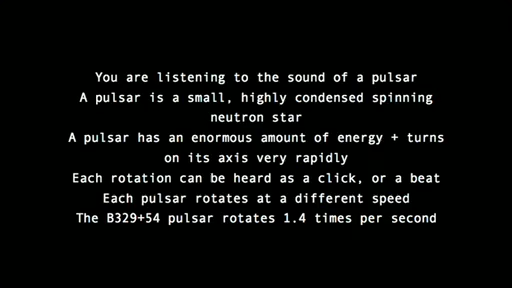 You are listening to the sound of a pulsar
A pulsar is a small, highly condensed spinning
neutron star
A pulsar has an enormous amount of energy + turns
on its axis very rapidly
Each rotation can be heard as a click, or a beat
Each pulsar rotates at a different speed
The B329+54 pulsar rotates 1.4 times per second